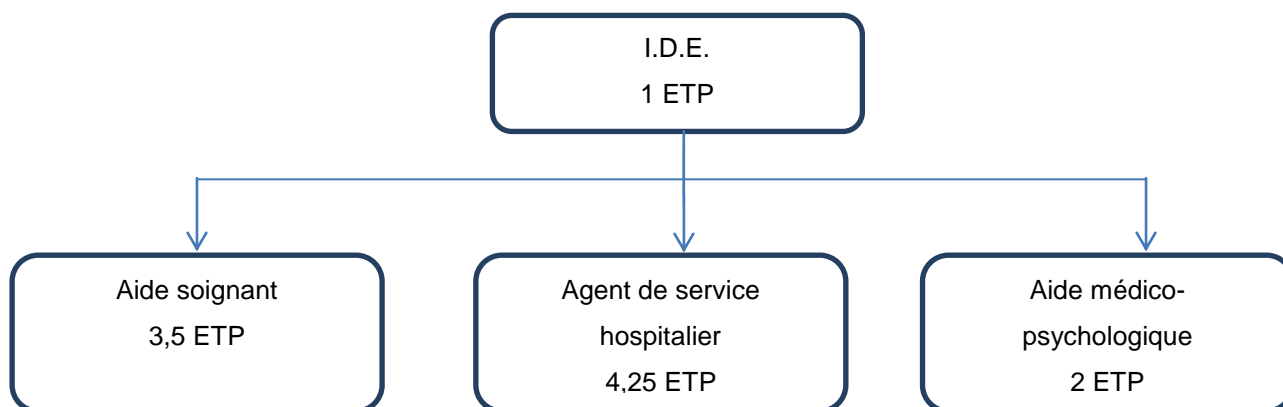 I.D.E.
1 ETP
Aide soignant
3,5 ETP
Agent de service
hospitalier
4,25 ETP
Aide médico-
psychologique
2 ETP